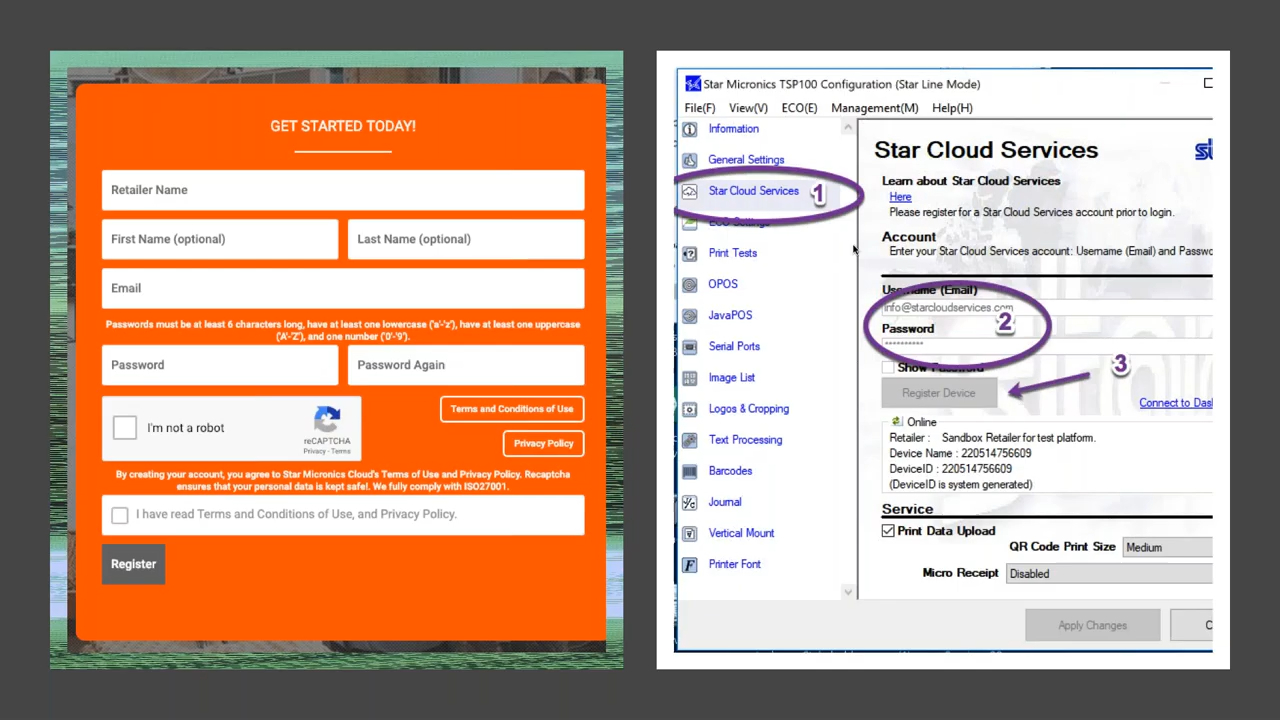 GET STARTED TODAY!
Retailer Name
First Name (optional)
Last Name (optional)
Email
Passwords must be at least 6 characters long, have at least one lowercase ('a'-'z'), have at least one uppercase
('A'-'Z'), and one number ('0'-'9').
Password
Password Again
I'm not a robot
reCAPTCHA
Privacy - Terms
Terms and Conditions of Use
Privacy Policy
By creating your account, you agree to Star Micronics Cloud's Terms of Use and Privacy Policy. Recaptcha
ensures that your personal data is kept safe! We fully comply with ISO27001.
I have read Terms and Conditions of Use, and Privacy Policy.
Register
Star Micronics TSP100 Configuration (Star Line Mode)
File(F) View(V) ECO(E) Management(M) Help(H)
Information
General Settings
Star Cloud Services
1
ECO Settings
Print Tests
OPOS
JavaPOS
Serial Ports
Image List
Logos & Cropping
Text Processing
Barcodes
Journal
Vertical Mount
Printer Font
Star Cloud Services
Learn about Star Cloud Services
Here
Please register for a Star Cloud Services account prior to login.
Account
Enter your Star Cloud Services account: Username (Email) and Passwo
Username (Email)
info@starcloudservices.com
2
Password
**********
Show Password
3
Register Device
Connect to Das
Online
Retailer : Sandbox Retailer for test platform.
Device Name : 220514756609
DeviceID : 220514756609
(DeviceID is system generated)
Service
Print Data Upload
QR Code Print Size Medium
Micro Receipt Disabled
Apply Changes